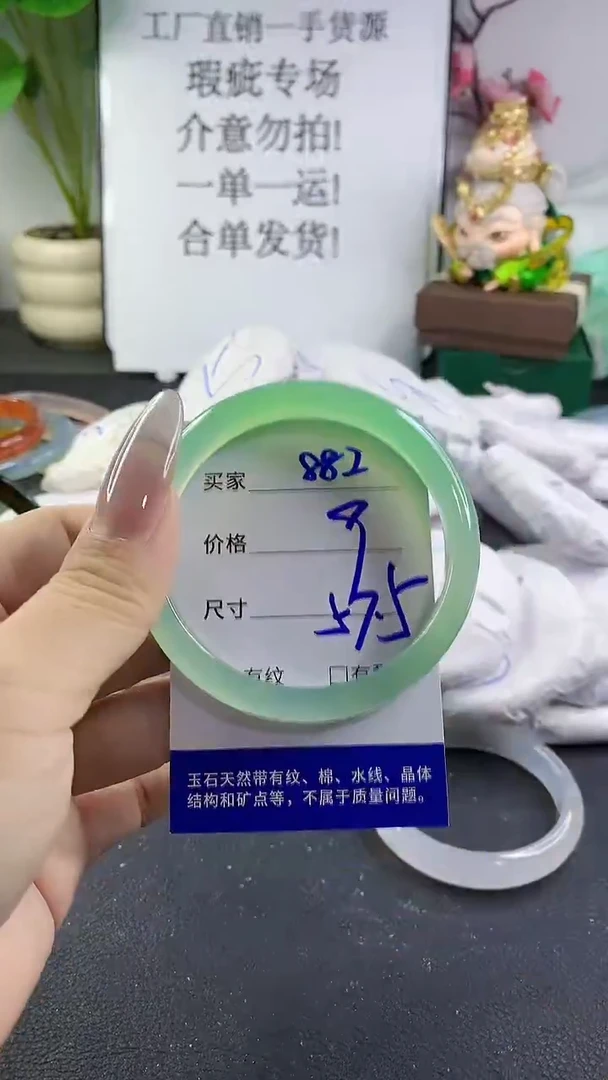 工厂直销一手货源
瑕疵专场
介意勿拍!
一单一运!
合单发货!
买家 882
价格
尺寸 57.5
有纹 □有
玉石天然带有纹、棉、水线、晶体
结构和矿点等，不属于质量问题。